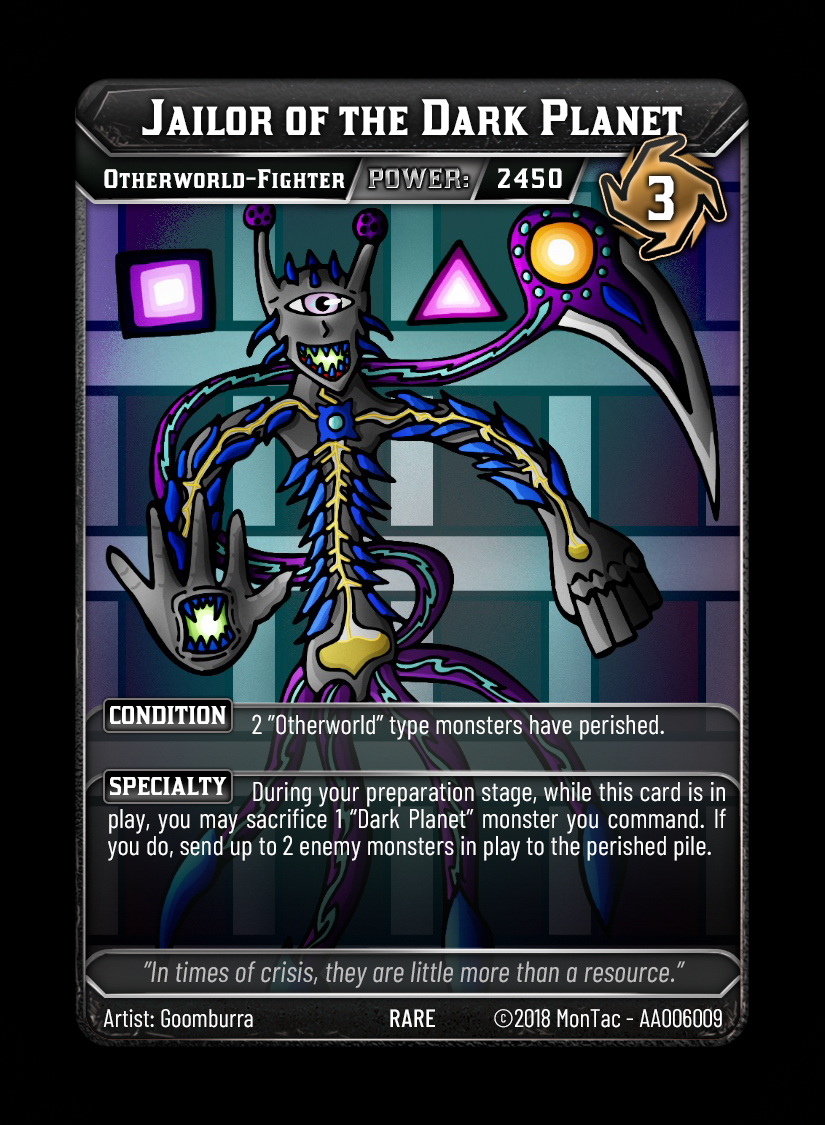 Jailor of the Dark Planet
Otherworld-Fighter POWER: 2450
3
CONDITION 2 "Otherworld" type monsters have perished.
SPECIALTY During your preparation stage, while this card is in
play, you may sacrifice 1 "Dark Planet" monster you command. If
you do, send up to 2 enemy monsters in play to the perished pile.
"In times of crisis, they are little more than a resource."
Artist: Goomburra RARE ©2018 MonTac - AA006009